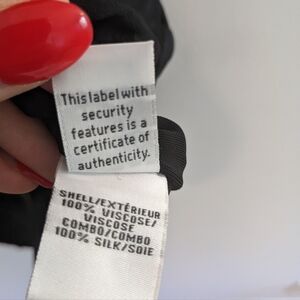 This label with
security
features is a
certificate of
authenticity.
SHELL/EXTÉRIEUR
100% VISCOSE/
VISCOSE
COMBO/COMBO
100% SILK/SOIE